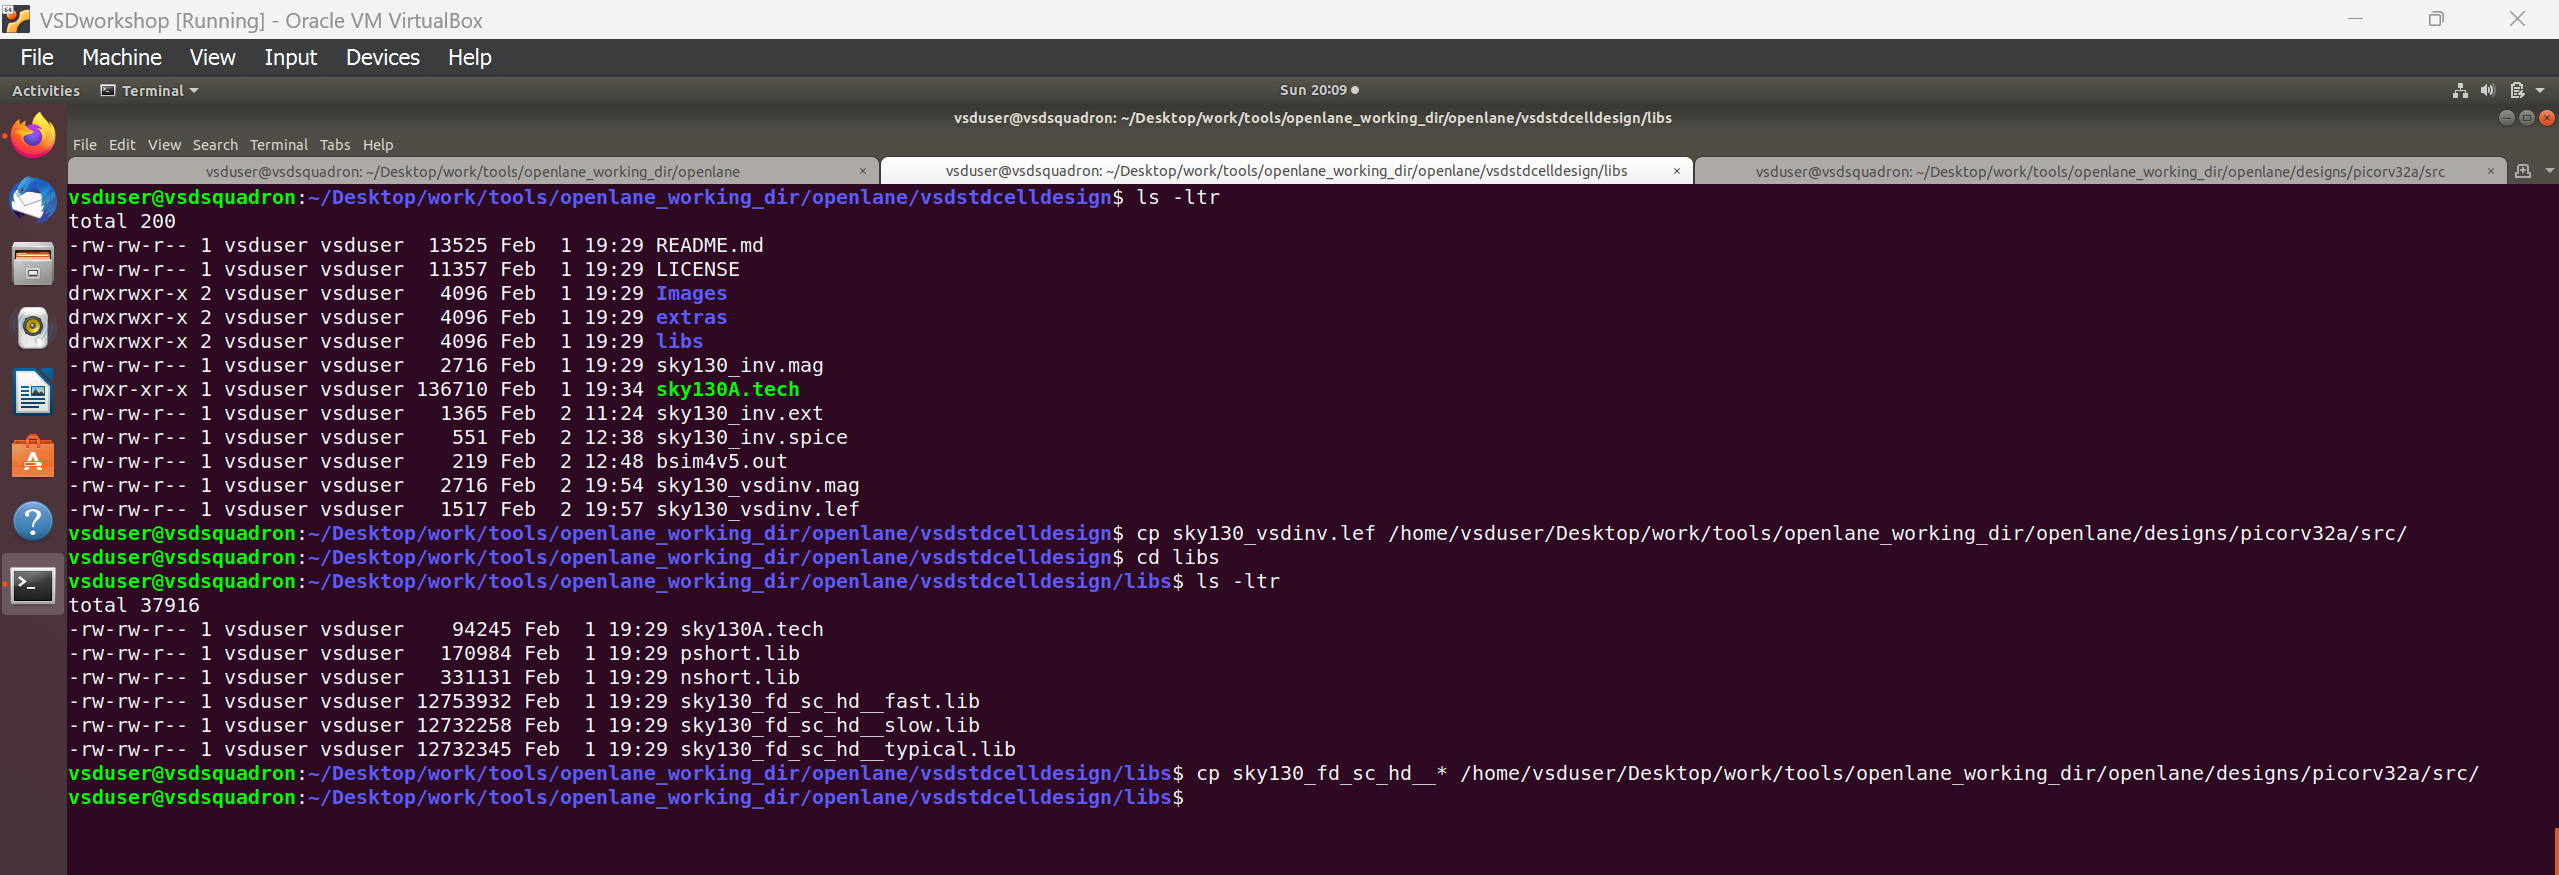 64
VSDworkshop [Running] - Oracle VM VirtualBox
File Machine View Input Devices Help
Activities Terminal Sun 20:09
vsduser@vsdsquadron: ~/Desktop/work/tools/openlane_working_dir/openlane/vsdstdcelldesign/libs
File Edit View Search Terminal Tabs Help
vsduser@vsdsquadron: ~/Desktop/work/tools/openlane_working_dir/openlane × vsduser@vsdsquadron: ~/Desktop/work/tools/openlane_working_dir/openlane/vsdstdcelldesign/libs × vsduser@vsdsquadron: ~/Desktop/work/tools/openlane_working_dir/openlane/designs/picorv32a/src ×
vsduser@vsdsquadron:~/Desktop/work/tools/openlane_working_dir/openlane/vsdstdcelldesign$ ls -ltr
total 200
-rw-rw-r-- 1 vsduser vsduser  13525 Feb  1 19:29 README.md
-rw-rw-r-- 1 vsduser vsduser  11357 Feb  1 19:29 LICENSE
drwxrwxr-x 2 vsduser vsduser   4096 Feb  1 19:29 Images
drwxrwxr-x 2 vsduser vsduser   4096 Feb  1 19:29 extras
drwxrwxr-x 2 vsduser vsduser   4096 Feb  1 19:29 libs
-rw-rw-r-- 1 vsduser vsduser   2716 Feb  1 19:29 sky130_inv.mag
-rwxr-xr-x 1 vsduser vsduser 136710 Feb  1 19:34 sky130A.tech
-rw-rw-r-- 1 vsduser vsduser   1365 Feb  2 11:24 sky130_inv.ext
-rw-rw-r-- 1 vsduser vsduser    551 Feb  2 12:38 sky130_inv.spice
-rw-rw-r-- 1 vsduser vsduser    219 Feb  2 12:48 bsim4v5.out
-rw-rw-r-- 1 vsduser vsduser   2716 Feb  2 19:54 sky130_vsdinv.mag
-rw-rw-r-- 1 vsduser vsduser   1517 Feb  2 19:57 sky130_vsdinv.lef
vsduser@vsdsquadron:~/Desktop/work/tools/openlane_working_dir/openlane/vsdstdcelldesign$ cp sky130_vsdinv.lef /home/vsduser/Desktop/work/tools/openlane_working_dir/openlane/designs/picorv32a/src/
vsduser@vsdsquadron:~/Desktop/work/tools/openlane_working_dir/openlane/vsdstdcelldesign$ cd libs
vsduser@vsdsquadron:~/Desktop/work/tools/openlane_working_dir/openlane/vsdstdcelldesign/libs$ ls -ltr
total 37916
-rw-rw-r-- 1 vsduser vsduser    94245 Feb  1 19:29 sky130A.tech
-rw-rw-r-- 1 vsduser vsduser   170984 Feb  1 19:29 pshort.lib
-rw-rw-r-- 1 vsduser vsduser   331131 Feb  1 19:29 nshort.lib
-rw-rw-r-- 1 vsduser vsduser 12753932 Feb  1 19:29 sky130_fd_sc_hd__fast.lib
-rw-rw-r-- 1 vsduser vsduser 12732258 Feb  1 19:29 sky130_fd_sc_hd__slow.lib
-rw-rw-r-- 1 vsduser vsduser 12732345 Feb  1 19:29 sky130_fd_sc_hd__typical.lib
vsduser@vsdsquadron:~/Desktop/work/tools/openlane_working_dir/openlane/vsdstdcelldesign/libs$ cp sky130_fd_sc_hd__* /home/vsduser/Desktop/work/tools/openlane_working_dir/openlane/designs/picorv32a/src/
vsduser@vsdsquadron:~/Desktop/work/tools/openlane_working_dir/openlane/vsdstdcelldesign/libs$